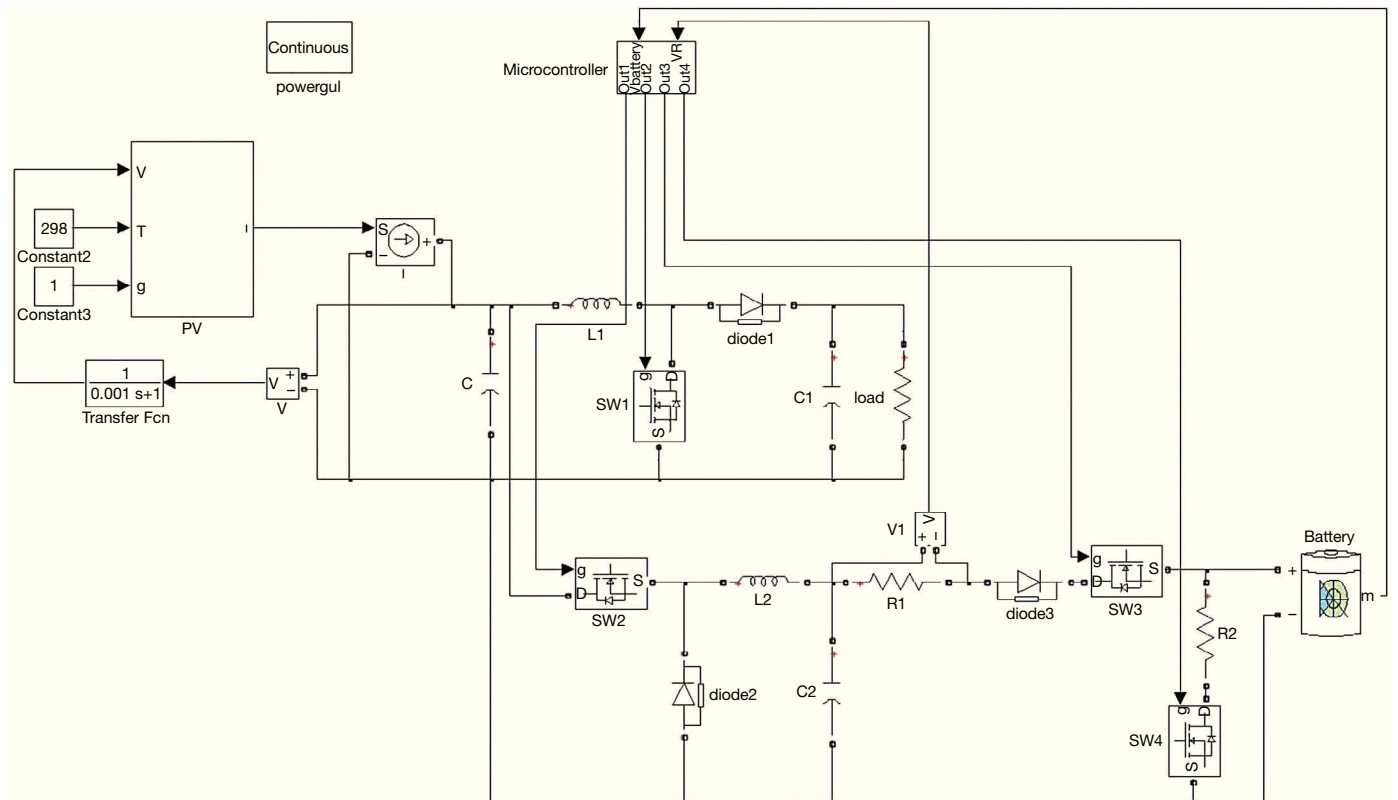 Continuous
powergul
Microcontroller
Out1
Vbattery
Out2
Out3
VR
Out4
V
T
g
I
PV
298
Constant2
1
Constant3
S
+
−
I
1
0.001 s+1
Transfer Fcn
V
+
−
V
C
L1
g
D
S
SW1
diode1
C1
load
g
D
S
SW2
diode2
L2
C2
V1
V
+
−
R1
diode3
g
D
S
SW3
R2
g
D
S
SW4
Battery
+
−
m